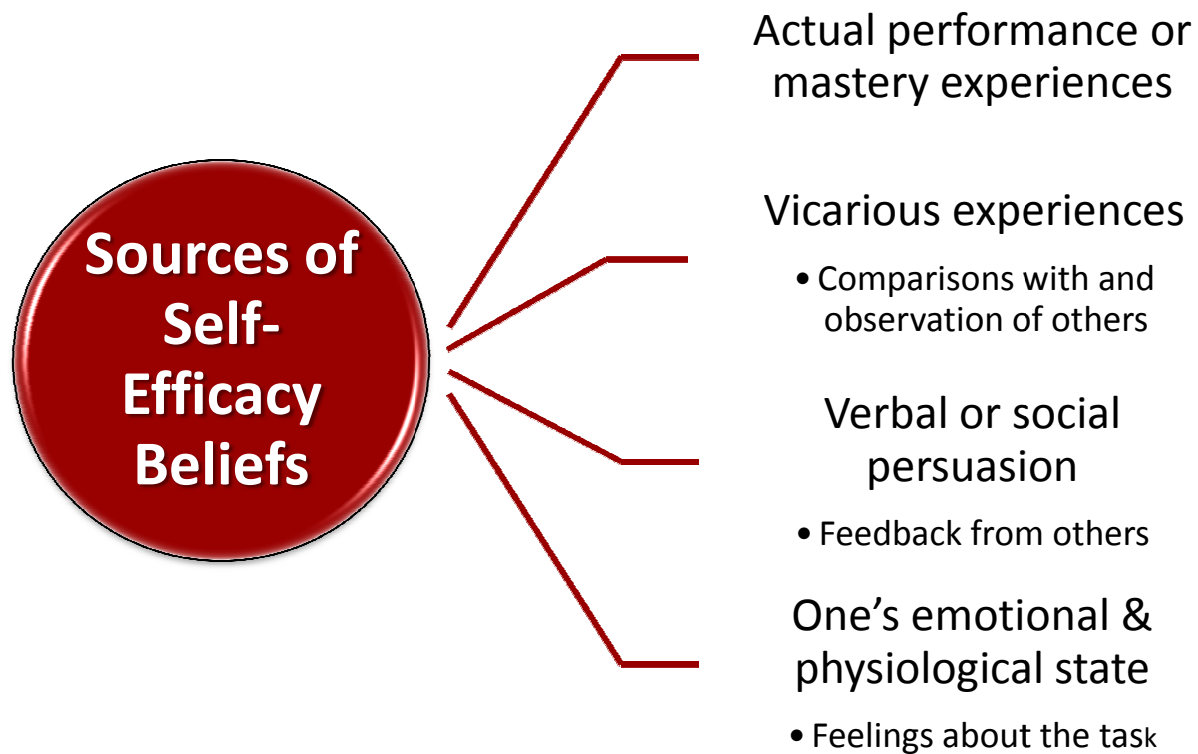 Sources of
Self-
Efficacy
Beliefs
Actual performance or
mastery experiences
Vicarious experiences
• Comparisons with and
observation of others
Verbal or social
persuasion
• Feedback from others
One’s emotional &
physiological state
• Feelings about the task